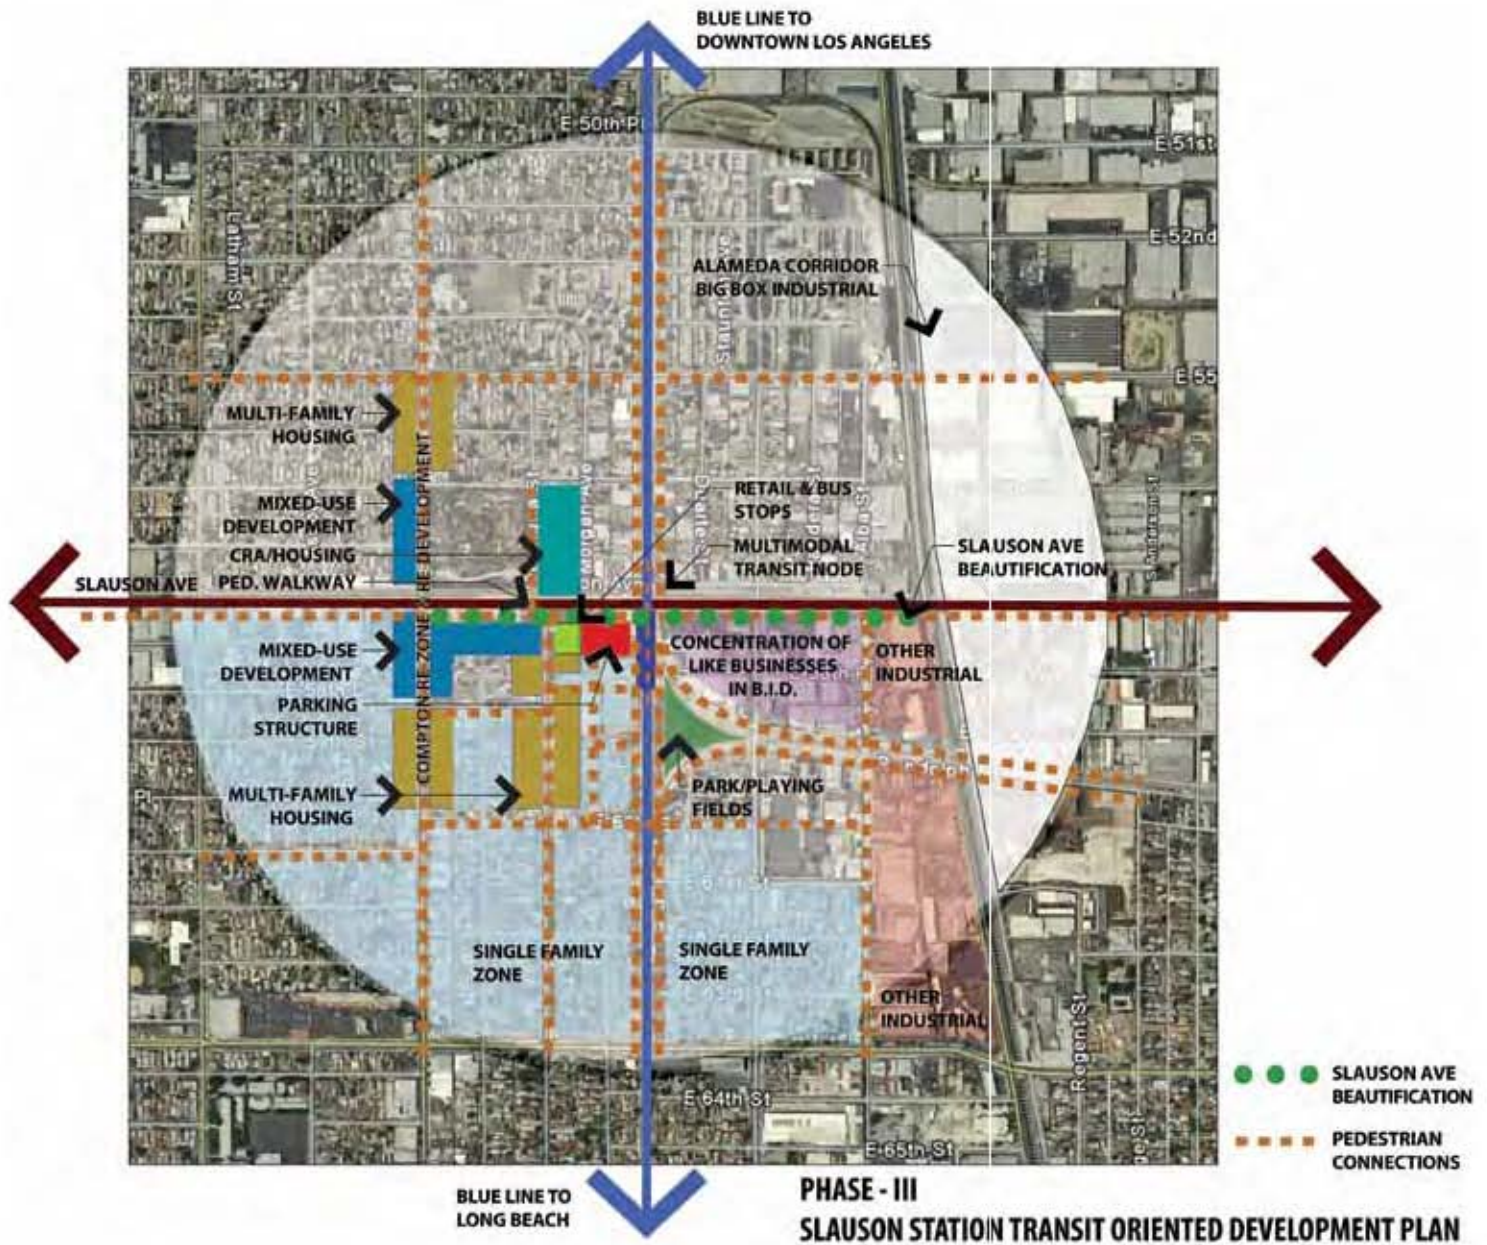 BLUE LINE TO
DOWNTOWN LOS ANGELES
E 50th Pl
E 51st
Latham St
E 52nd
Staunton Ave
ALAMEDA CORRIDOR
BIG BOX INDUSTRIAL
E 55
MULTI-FAMILY
HOUSING
COMPTON RE-ZONE / RE-DEVELOPMENT
MIXED-USE
DEVELOPMENT
Morgan Ave
RETAIL & BUS
STOPS
CRA/HOUSING
MULTIMODAL
TRANSIT NODE
SLAUSON AVE
BEAUTIFICATION
SLAUSON AVE
PED. WALKWAY
MIXED-USE
DEVELOPMENT
CONCENTRATION OF
LIKE BUSINESSES
IN B.I.D.
OTHER
INDUSTRIAL
PARKING
STRUCTURE
MULTI-FAMILY
HOUSING
PARK/PLAYING
FIELDS
SINGLE FAMILY
ZONE
SINGLE FAMILY
ZONE
OTHER
INDUSTRIAL
Regent St
E 64th St
E 65th St
SLAUSON AVE
BEAUTIFICATION
PEDESTRIAN
CONNECTIONS
BLUE LINE TO
LONG BEACH
PHASE - III
SLAUSON STATION TRANSIT ORIENTED DEVELOPMENT PLAN